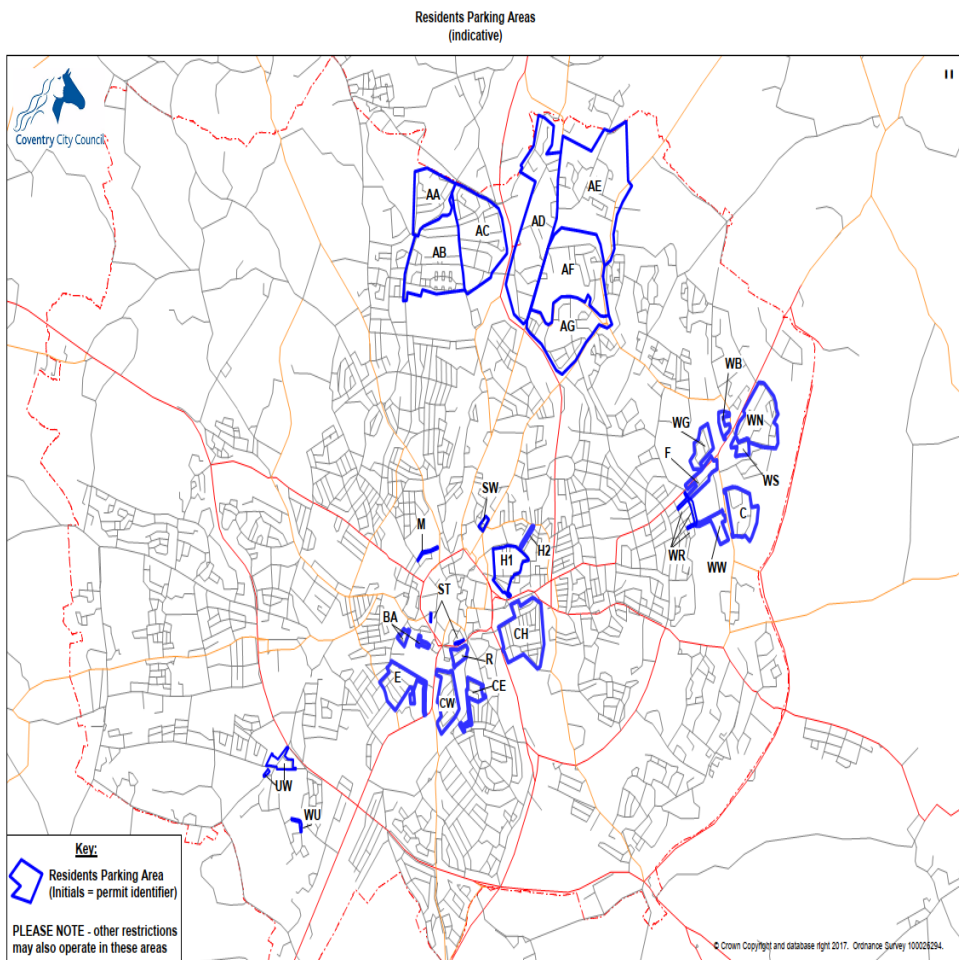 Residents Parking Areas
(indicative)
Coventry City Council
AA
AE
AC
AD
AB
AF
AG
WB
WN
WG
F
WS
SW
C
M
H2
H1
WR
WW
ST
BA
CH
R
E
CE
CW
UW
WU
Key:
Residents Parking Area
(Initials = permit identifier)
PLEASE NOTE - other restrictions
may also operate in these areas
© Crown Copyright and database right 2017. Ordnance Survey 100026294.